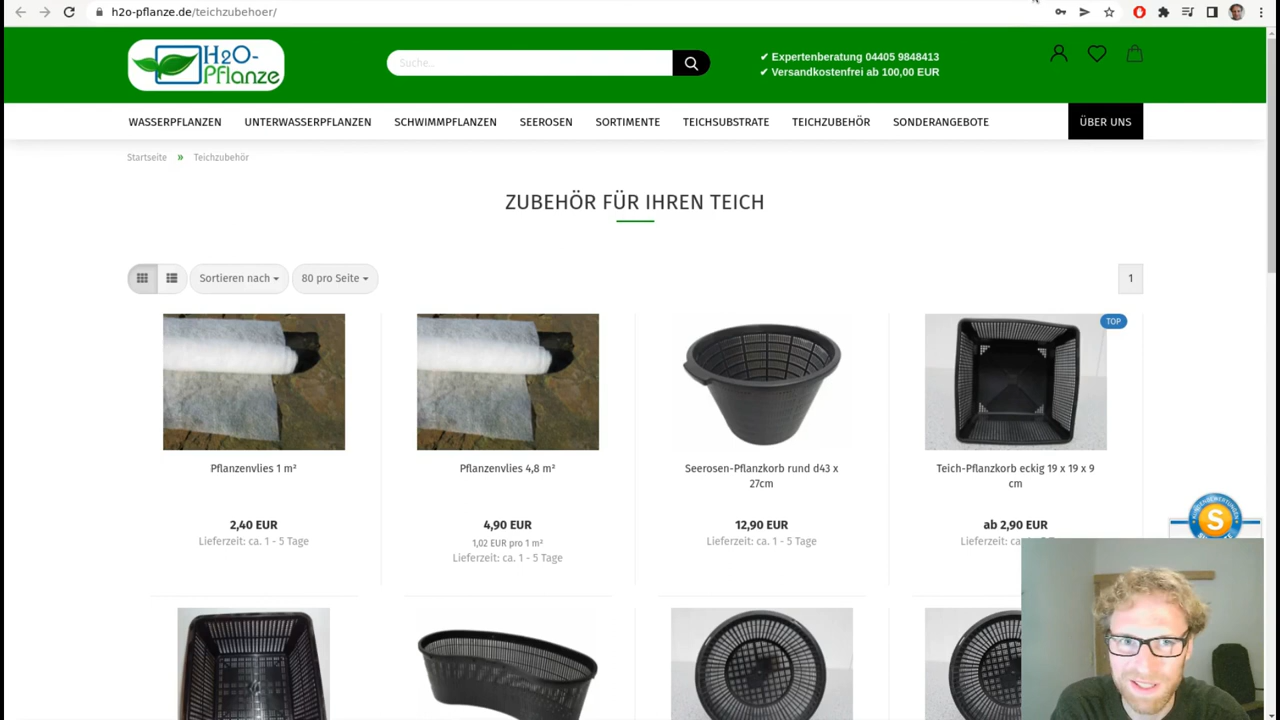 h2o-pflanze.de/teichzubehoer/
H2O-
Pflanze
Suche...
✔ Expertenberatung 04405 9848413
✔ Versandkostenfrei ab 100,00 EUR
WASSERPFLANZEN UNTERWASSERPFLANZEN SCHWIMMPFLANZEN SEEROSEN SORTIMENTE TEICHSUBSTRATE TEICHZUBEHÖR SONDERANGEBOTE ÜBER UNS
Startseite » Teichzubehör
ZUBEHÖR FÜR IHREN TEICH
Sortieren nach 80 pro Seite 1
TOP
Pflanzenvlies 1 m²
2,40 EUR
Lieferzeit: ca. 1 - 5 Tage
Pflanzenvlies 4,8 m²
4,90 EUR
1,02 EUR pro 1 m²
Lieferzeit: ca. 1 - 5 Tage
Seerosen-Pflanzkorb rund d43 x
27cm
12,90 EUR
Lieferzeit: ca. 1 - 5 Tage
Teich-Pflanzkorb eckig 19 x 19 x 9
cm
ab 2,90 EUR
Lieferzeit: ca.
S